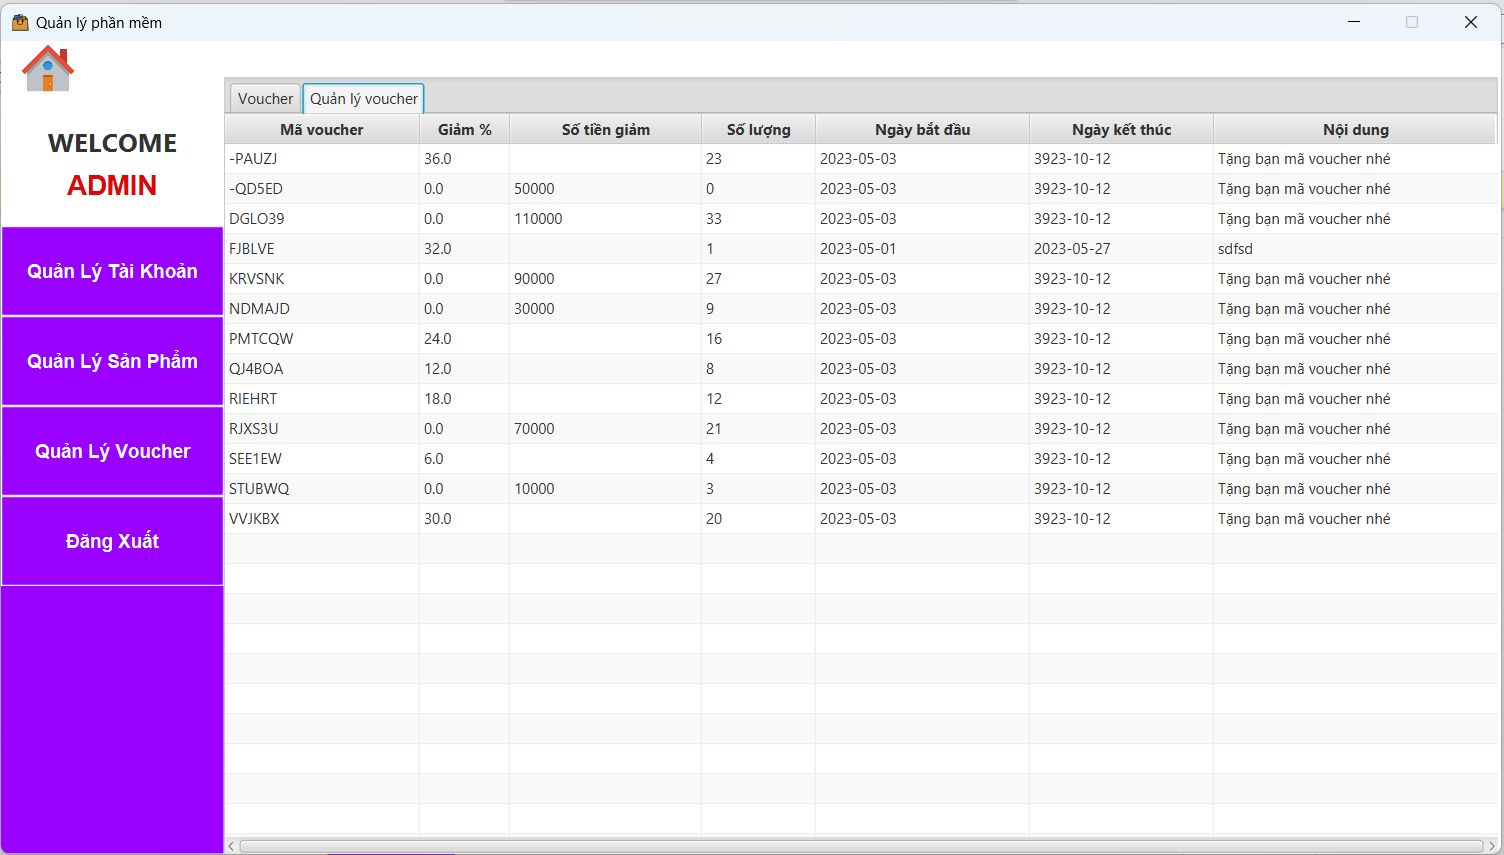 Quản lý phần mềm
WELCOME
ADMIN
Quản Lý Tài Khoản
Quản Lý Sản Phẩm
Quản Lý Voucher
Đăng Xuất
Voucher Quản lý voucher
Mã voucher Giảm % Số tiền giảm Số lượng Ngày bắt đầu Ngày kết thúc Nội dung
-PAUZJ 36.0 23 2023-05-03 3923-10-12 Tặng bạn mã voucher nhé
-QD5ED 0.0 50000 0 2023-05-03 3923-10-12 Tặng bạn mã voucher nhé
DGLO39 0.0 110000 33 2023-05-03 3923-10-12 Tặng bạn mã voucher nhé
FJBLVE 32.0 1 2023-05-01 2023-05-27 sdfsd
KRVSNK 0.0 90000 27 2023-05-03 3923-10-12 Tặng bạn mã voucher nhé
NDMAJD 0.0 30000 9 2023-05-03 3923-10-12 Tặng bạn mã voucher nhé
PMTCQW 24.0 16 2023-05-03 3923-10-12 Tặng bạn mã voucher nhé
QJ4BOA 12.0 8 2023-05-03 3923-10-12 Tặng bạn mã voucher nhé
RIEHRT 18.0 12 2023-05-03 3923-10-12 Tặng bạn mã voucher nhé
RJXS3U 0.0 70000 21 2023-05-03 3923-10-12 Tặng bạn mã voucher nhé
SEE1EW 6.0 4 2023-05-03 3923-10-12 Tặng bạn mã voucher nhé
STUBWQ 0.0 10000 3 2023-05-03 3923-10-12 Tặng bạn mã voucher nhé
VVJKBX 30.0 20 2023-05-03 3923-10-12 Tặng bạn mã voucher nhé